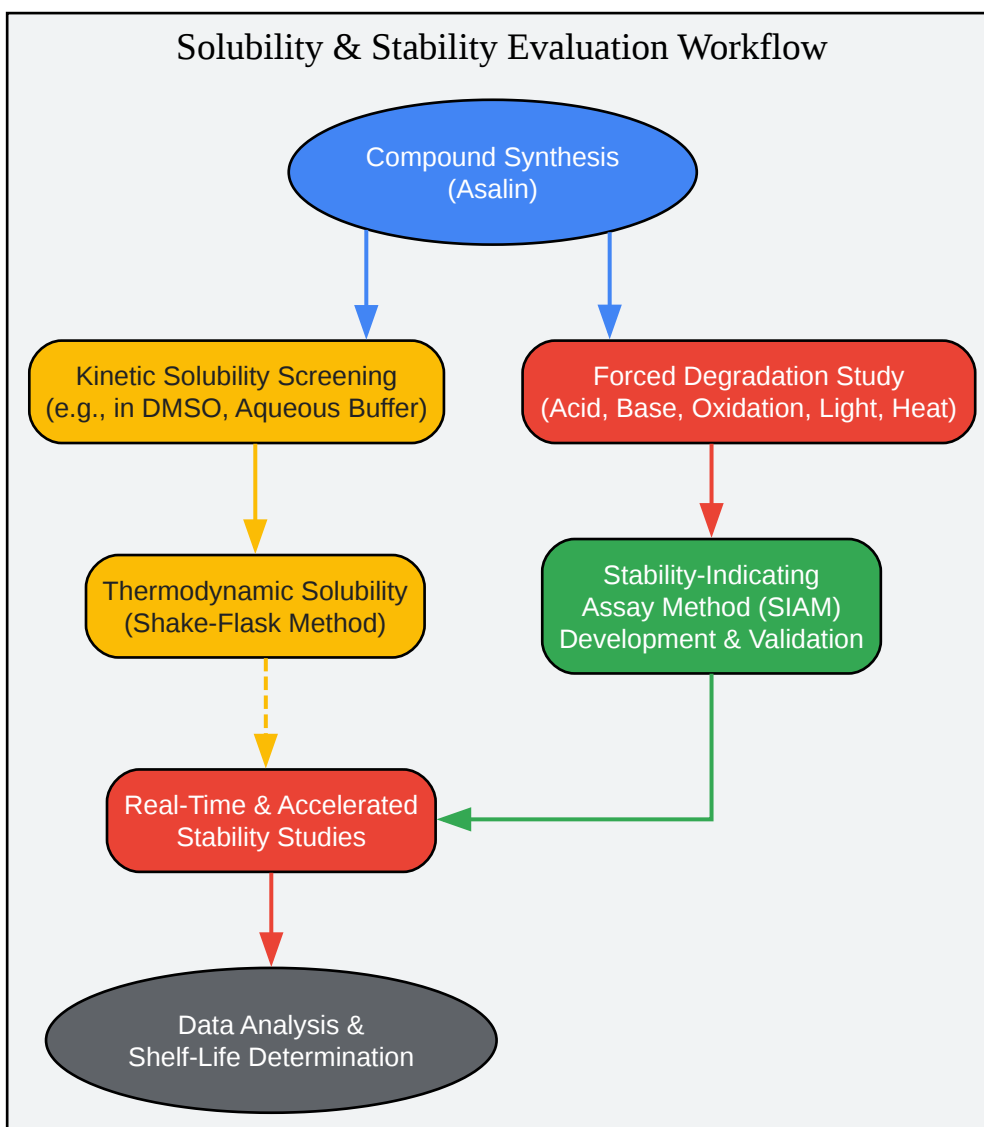 Solubility & Stability Evaluation Workflow
Compound Synthesis
(Asalin)
Kinetic Solubility Screening
(e.g., in DMSO, Aqueous Buffer)
Forced Degradation Study
(Acid, Base, Oxidation, Light, Heat)
Thermodynamic Solubility
(Shake-Flask Method)
Stability-Indicating
Assay Method (SIAM)
Development & Validation
Real-Time & Accelerated
Stability Studies
Data Analysis &
Shelf-Life Determination